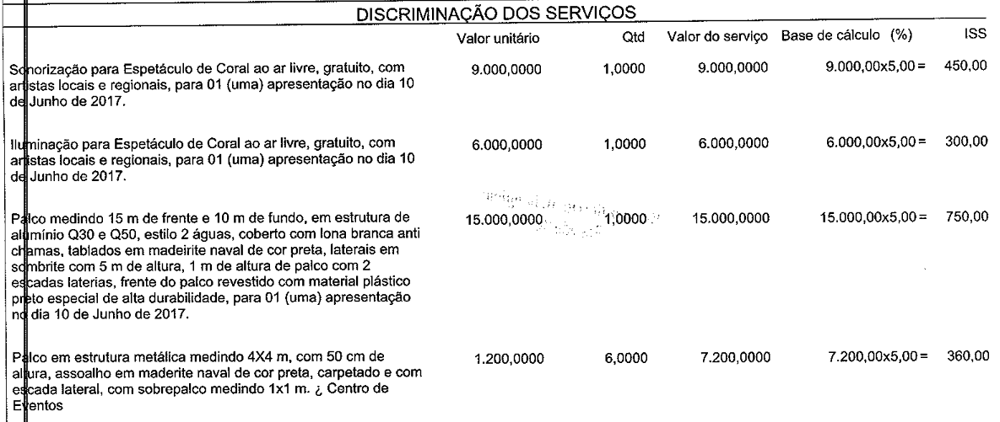 DISCRIMINAÇÃO DOS SERVIÇOS
Valor unitário Qtd Valor do serviço Base de cálculo (%) ISS
Sonorização para Espetáculo de Coral ao ar livre, gratuito, com 9.000,0000 1,0000 9.000,0000 9.000,00x5,00 = 450,00
artistas locais e regionais, para 01 (uma) apresentação no dia 10
de Junho de 2017.
Iluminação para Espetáculo de Coral ao ar livre, gratuito, com 6.000,0000 1,0000 6.000,0000 6.000,00x5,00 = 300,00
artistas locais e regionais, para 01 (uma) apresentação no dia 10
de Junho de 2017.
Palco medindo 15 m de frente e 10 m de fundo, em estrutura de 15.000,0000 1,0000 15.000,0000 15.000,00x5,00 = 750,00
alumínio Q30 e Q50, estilo 2 águas, coberto com lona branca anti
chamas, tablados em madeirite naval de cor preta, laterais em
sombrite com 5 m de altura, 1 m de altura de palco com 2
escadas laterias, frente do palco revestido com material plástico
preto especial de alta durabilidade, para 01 (uma) apresentação
no dia 10 de Junho de 2017.
Palco em estrutura metálica medindo 4X4 m, com 50 cm de 1.200,0000 6,0000 7.200,0000 7.200,00x5,00 = 360,00
altura, assoalho em maderite naval de cor preta, carpetado e com
escada lateral, com sobrepalco medindo 1x1 m. ¿ Centro de
Eventos